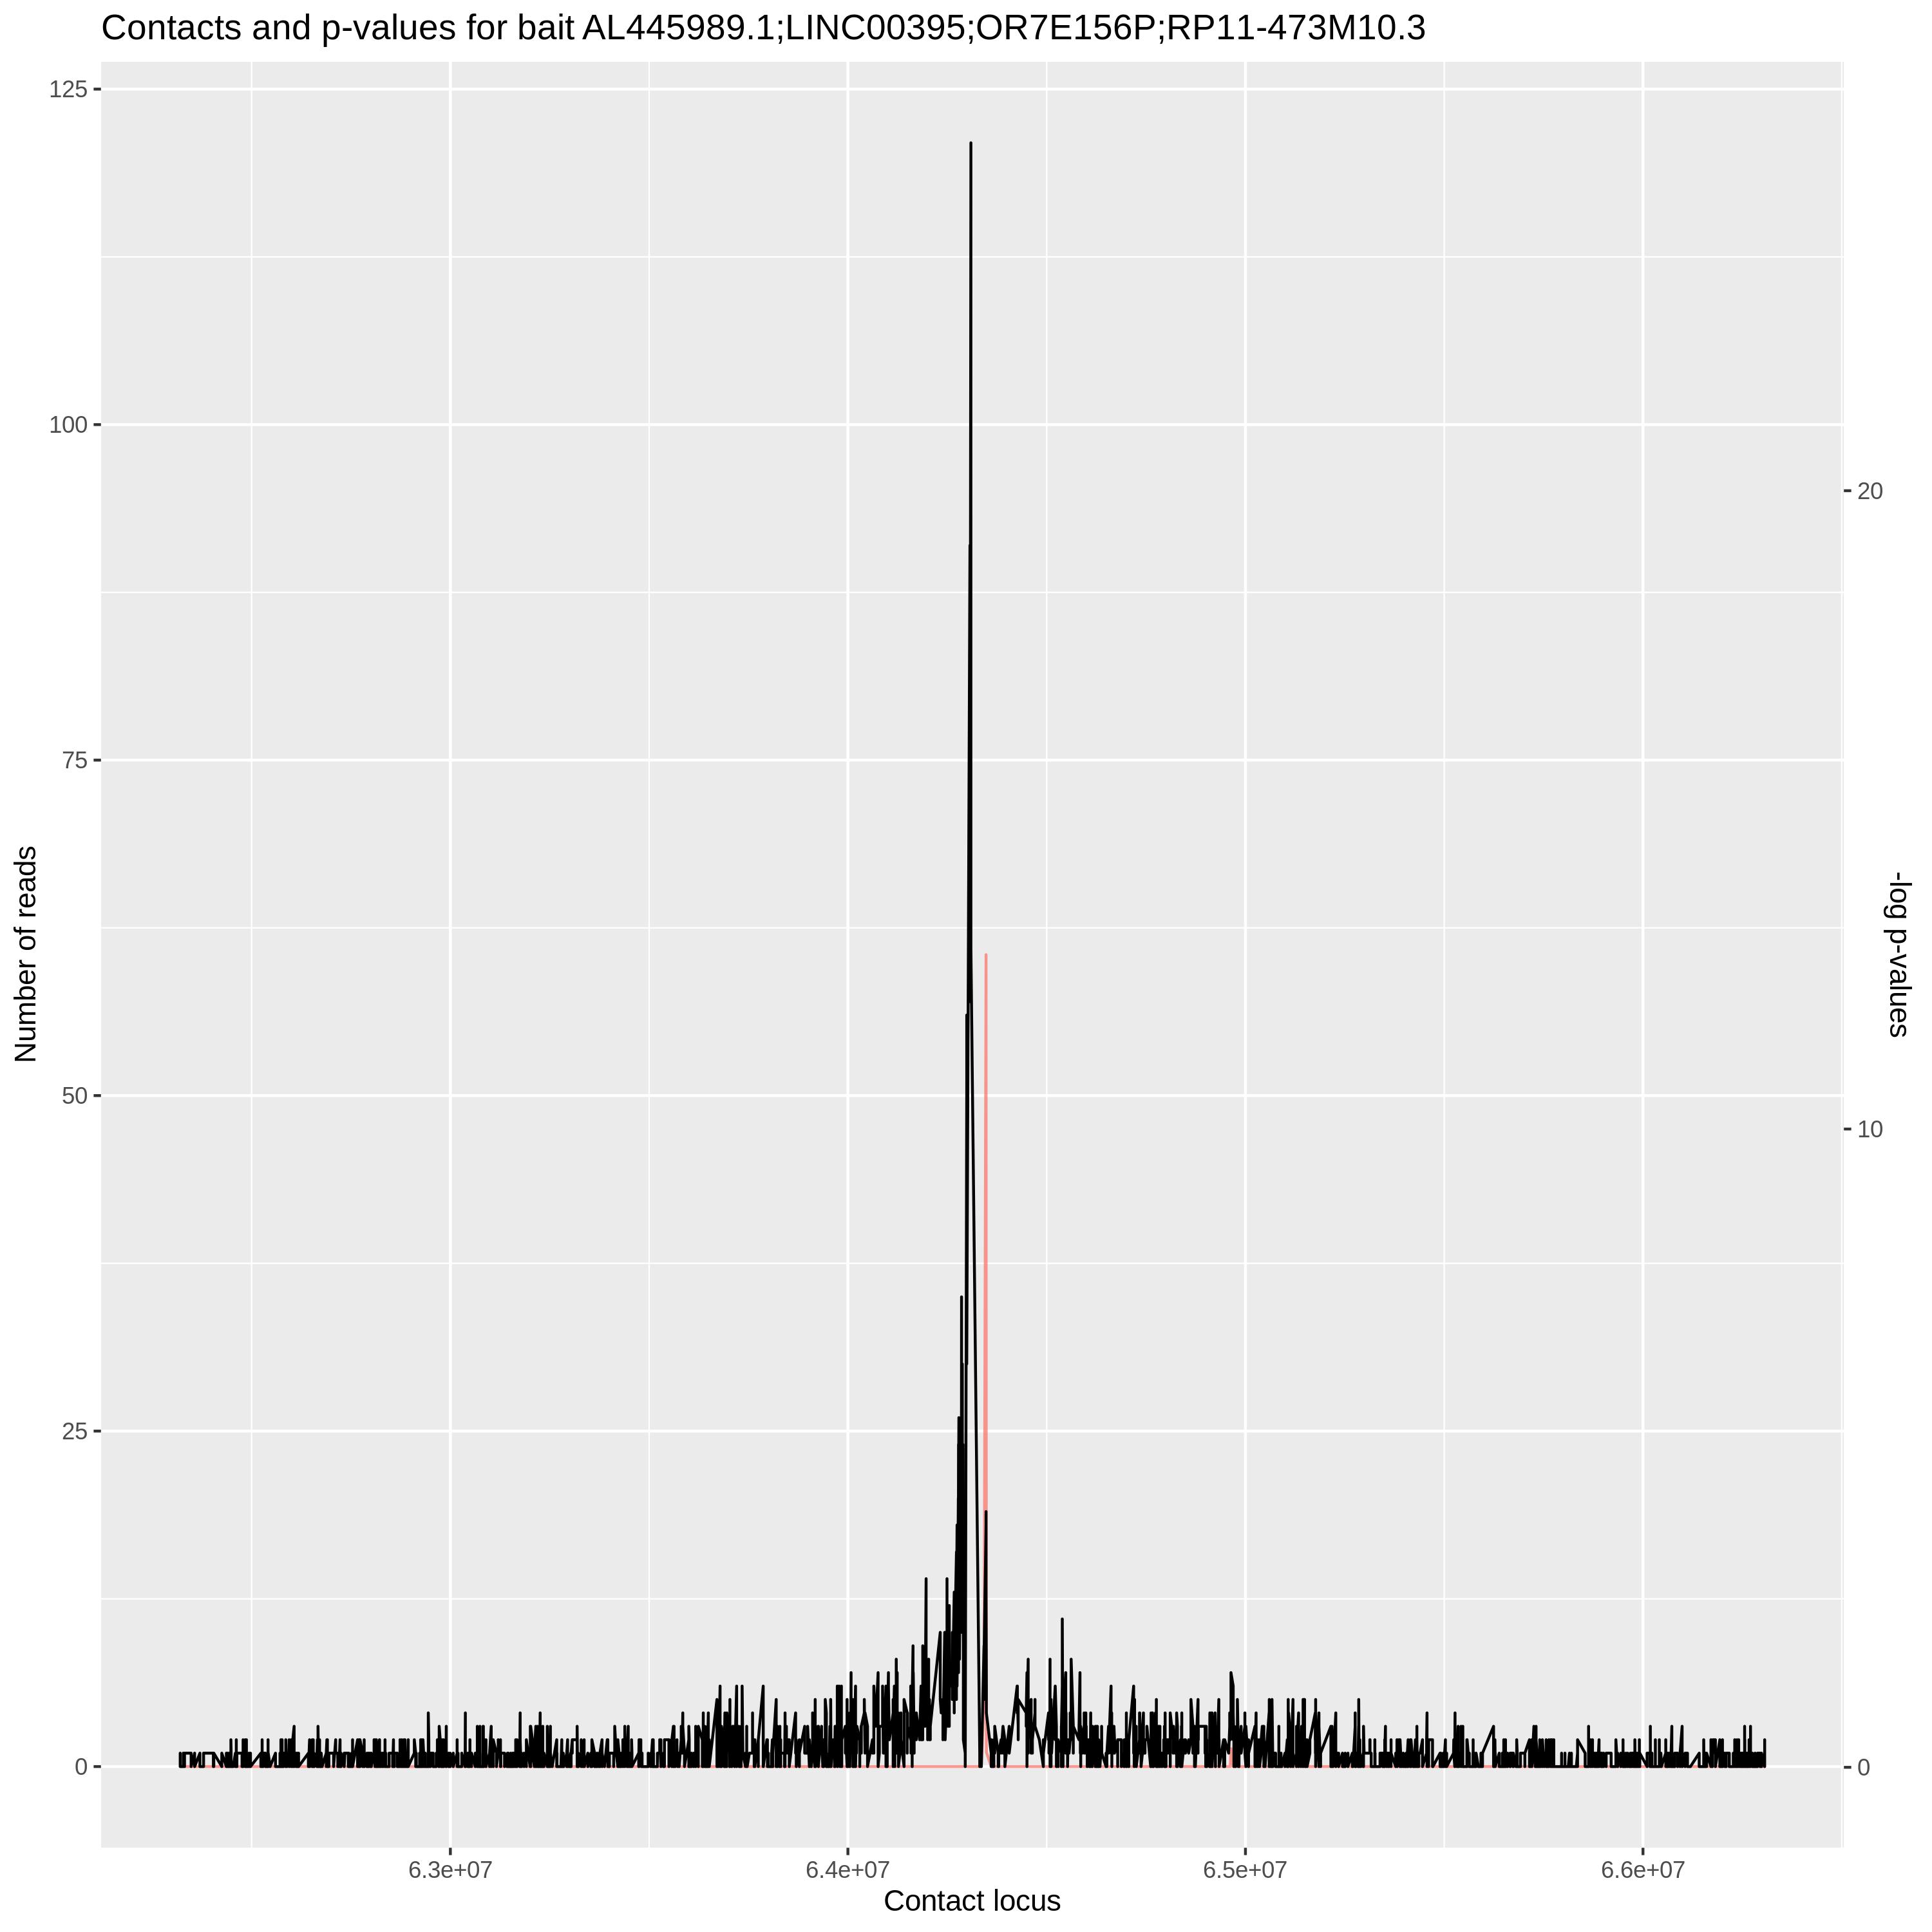 Contacts and p-values for bait AL445989.1;LINC00395;OR7E156P;RP11-473M10.3
125
100
75
50
25
0
Number of reads
20
10
0
-log p-values
6.3e+07
6.4e+07
6.5e+07
6.6e+07
Contact locus